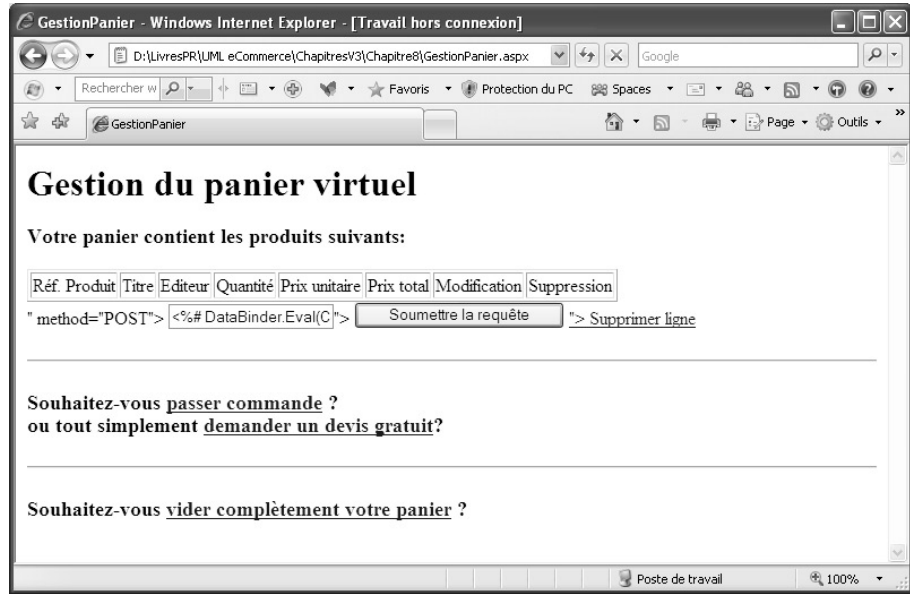 GestionPanier - Windows Internet Explorer - [Travail hors connexion]
D:\LivresPR\UML eCommerce\ChapitresV3\Chapitre8\GestionPanier.aspx
Google
Rechercher w
Favoris
Protection du PC
Spaces
GestionPanier
Page
Outils
»
Gestion du panier virtuel
Votre panier contient les produits suivants:
Réf. Produit Titre Editeur Quantité Prix unitaire Prix total Modification Suppression
" method="POST"> <%# DataBinder.Eval(C "> Soumettre la requête "> Supprimer ligne
Souhaitez-vous passer commande ?
ou tout simplement demander un devis gratuit?
Souhaitez-vous vider complètement votre panier ?
Poste de travail
100%